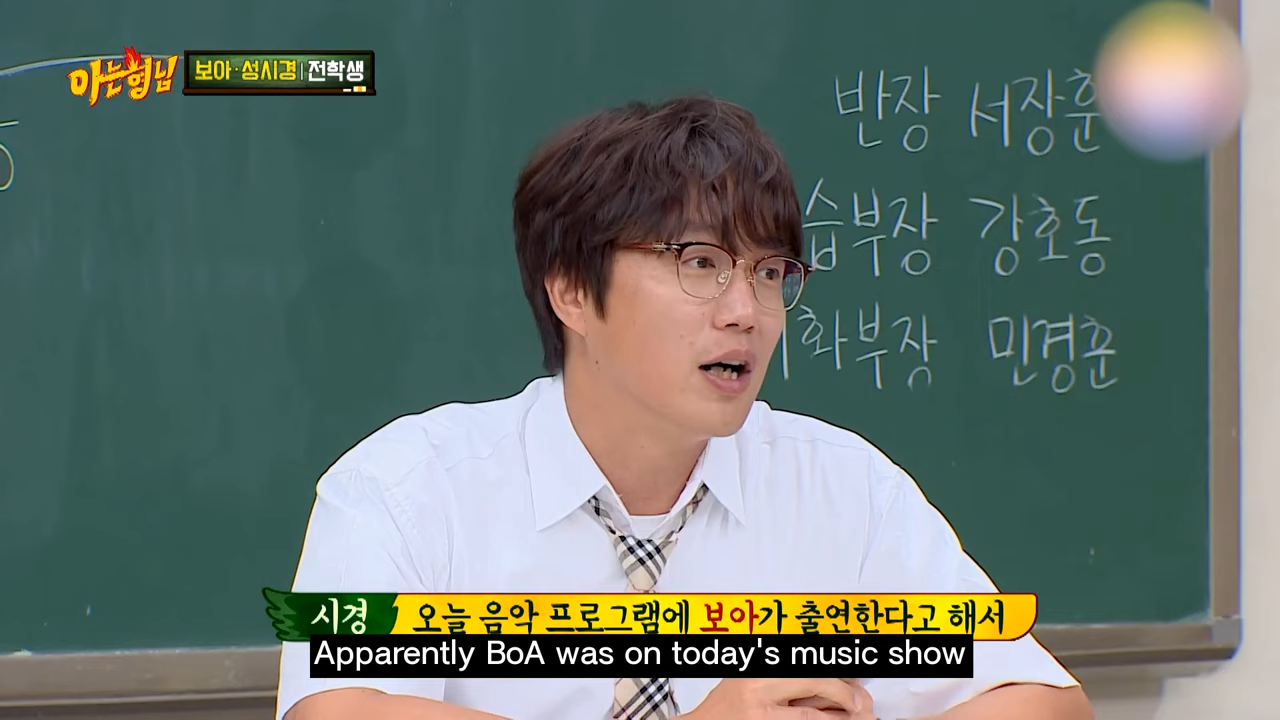 아는형님
보아·성시경 | 전학생
반장 서장훈
습부장 강호동
화부장 민경훈
시경 오늘 음악 프로그램에 보아가 출연한다고 해서
Apparently BoA was on today's music show